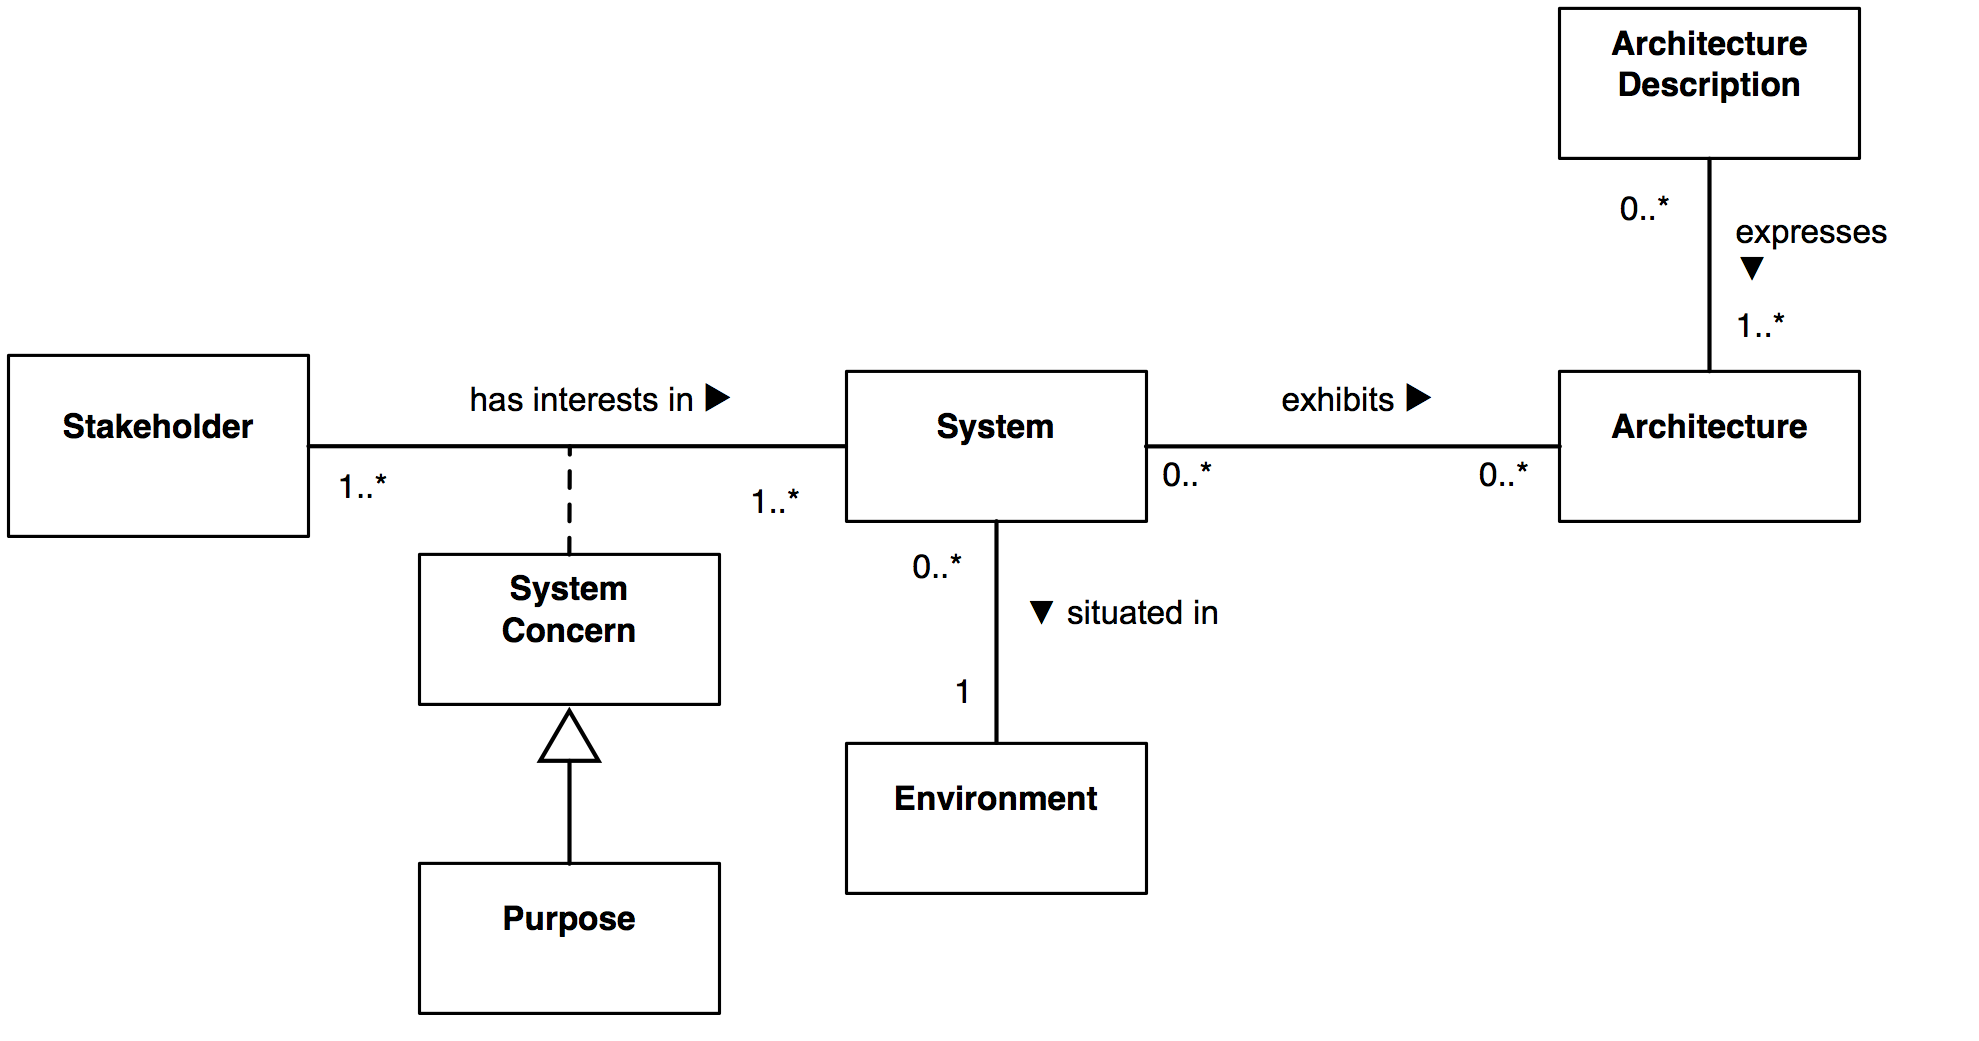 Architecture
Description
0..*
expresses
▼
1..*
Stakeholder
has interests in ►
System
exhibits ►
Architecture
1..*
1..*
0..*
0..*
System
Concern
0..*
▼ situated in
1
Environment
Purpose